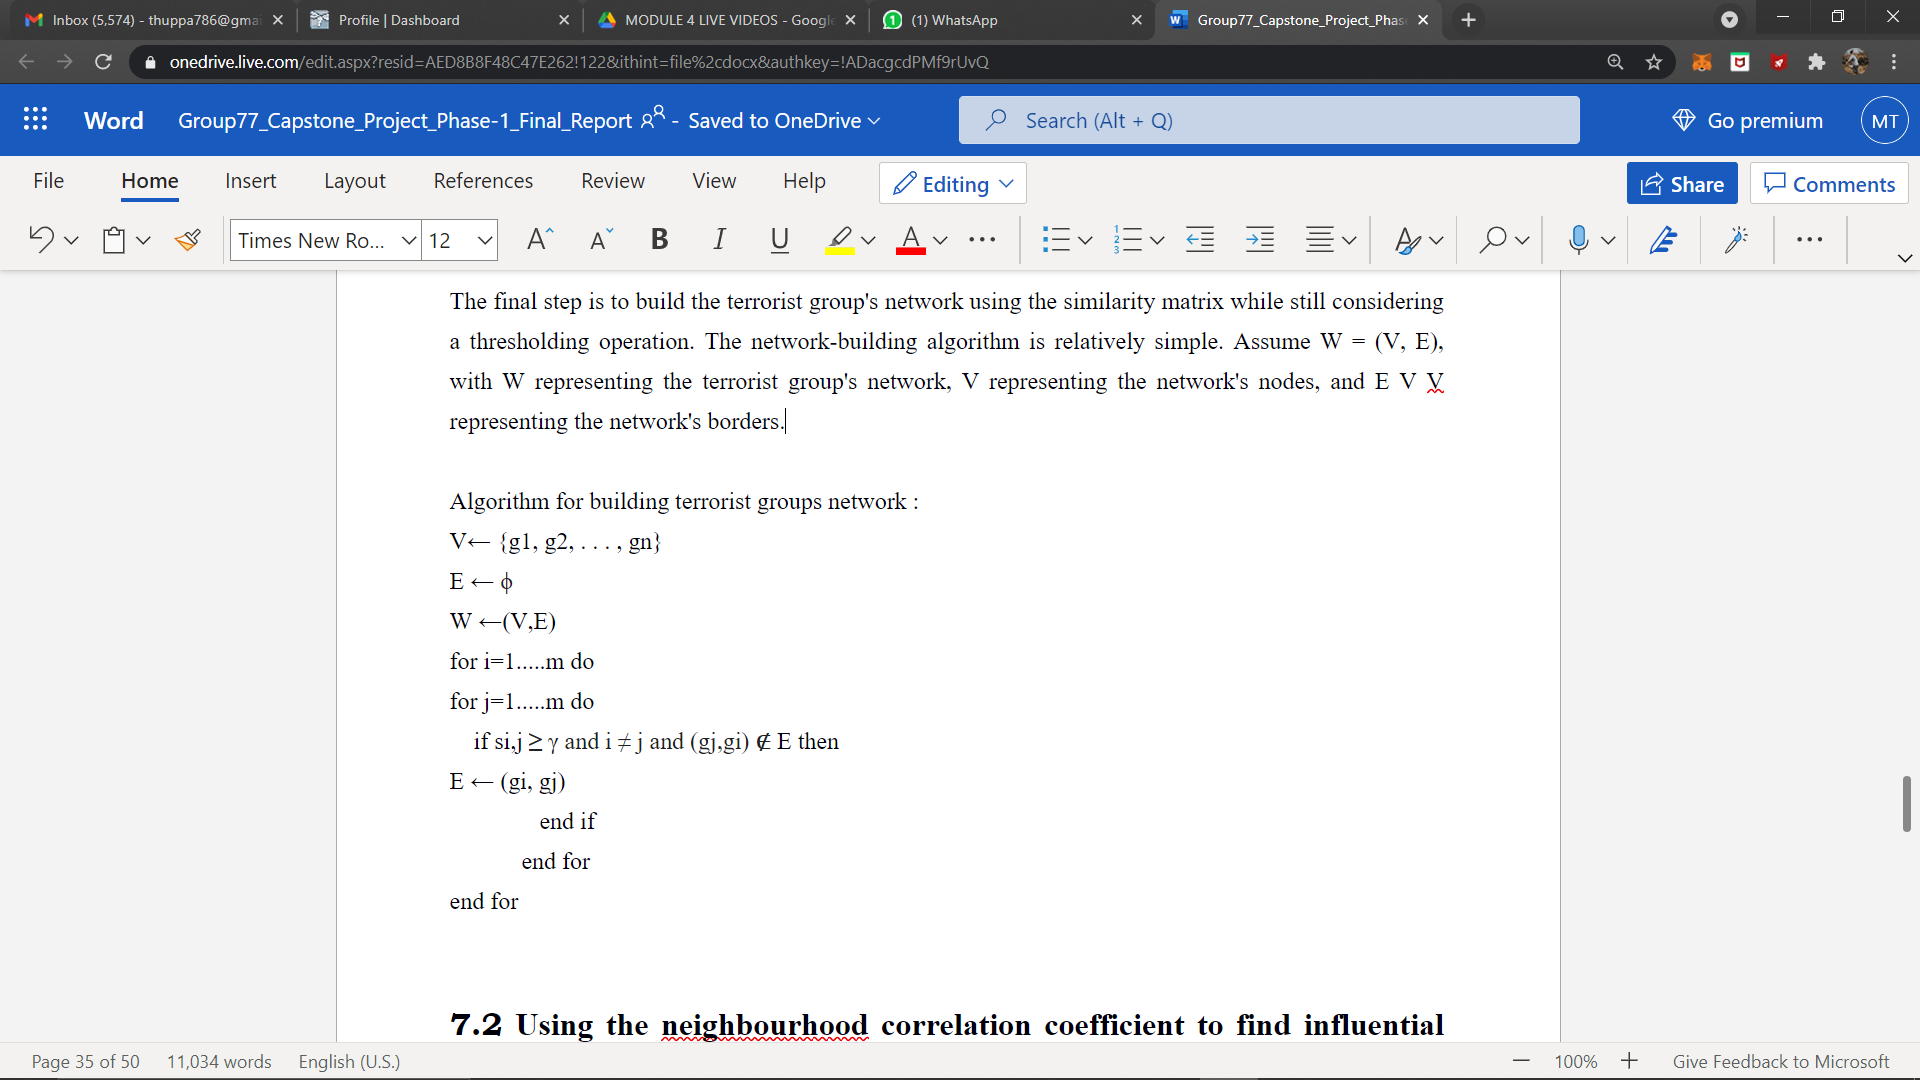 Inbox (5,574) - thuppa786@gmai
Profile | Dashboard
MODULE 4 LIVE VIDEOS - Google
1
(1) WhatsApp
Group77_Capstone_Project_Phase
onedrive.live.com/edit.aspx?resid=AED8B8F48C47E262!122&ithint=file%2cdocx&authkey=!ADacgcdPMf9rUvQ
Word
Group77_Capstone_Project_Phase-1_Final_Report - Saved to OneDrive
Search (Alt + Q)
Go premium
MT
File Home Insert Layout References Review View Help
Editing
Share
Comments
Times New Ro...
12
The final step is to build the terrorist group's network using the similarity matrix while still considering
a thresholding operation. The network-building algorithm is relatively simple. Assume W = (V, E),
with W representing the terrorist group's network, V representing the network's nodes, and E V V
representing the network's borders.
Algorithm for building terrorist groups network :
V← {g1, g2, . . . , gn}
E ← ϕ
W ←(V,E)
for i=1.....m do
for j=1.....m do
if si,j ≥ γ and i ≠ j and (gj,gi) ∉ E then
E ← (gi, gj)
end if
end for
end for
7.2 Using the neighbourhood correlation coefficient to find influential
Page 35 of 50
11,034 words
English (U.S.)
100%
Give Feedback to Microsoft